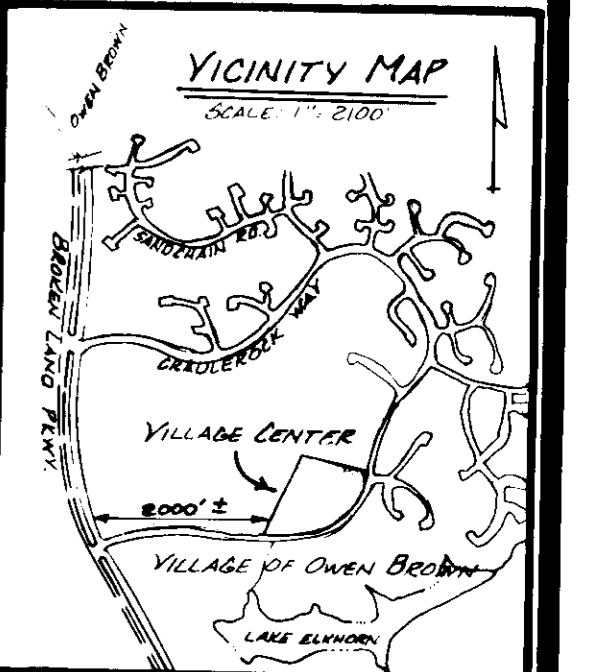 OWEN BROWN
VICINITY MAP
SCALE: 1": 2100'
SANDCHAIN RD.
BROKEN LAND PKWY.
CRADLEROCK WAY
VILLAGE CENTER
2000' ±
VILLAGE OF OWEN BROWN
LAKE ELKHORN